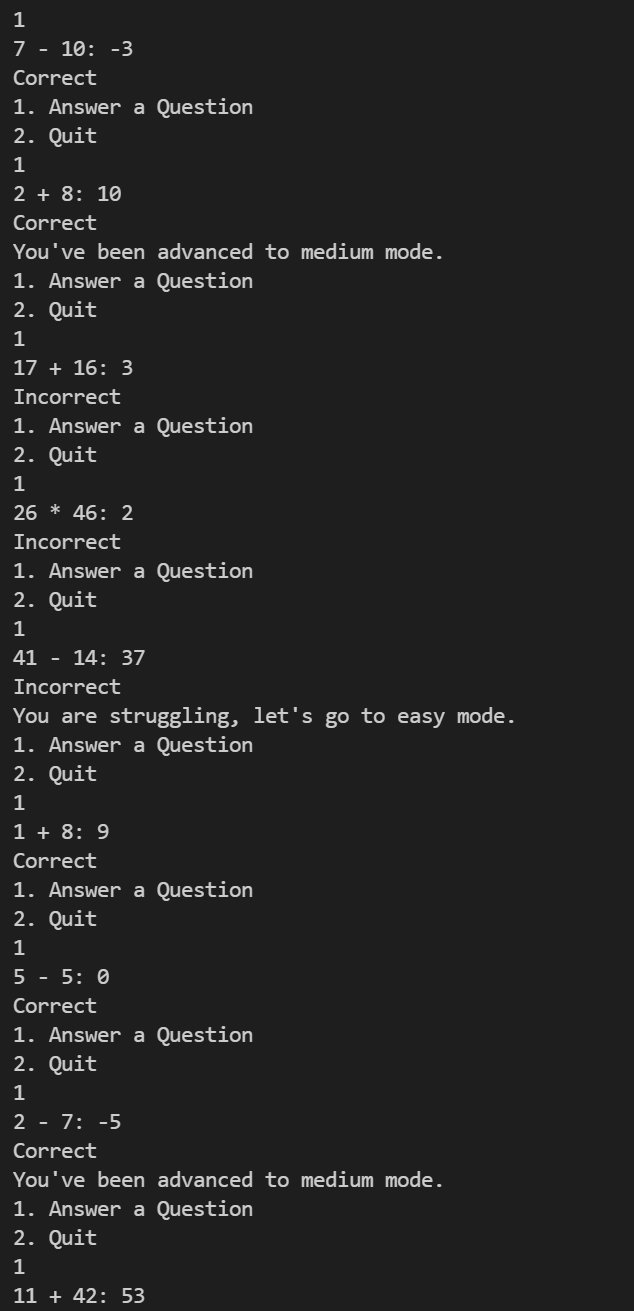 1
7 - 10: -3
Correct
1. Answer a Question
2. Quit
1
2 + 8: 10
Correct
You've been advanced to medium mode.
1. Answer a Question
2. Quit
1
17 + 16: 3
Incorrect
1. Answer a Question
2. Quit
1
26 * 46: 2
Incorrect
1. Answer a Question
2. Quit
1
41 - 14: 37
Incorrect
You are struggling, let's go to easy mode.
1. Answer a Question
2. Quit
1
1 + 8: 9
Correct
1. Answer a Question
2. Quit
1
5 - 5: 0
Correct
1. Answer a Question
2. Quit
1
2 - 7: -5
Correct
You've been advanced to medium mode.
1. Answer a Question
2. Quit
1
11 + 42: 53